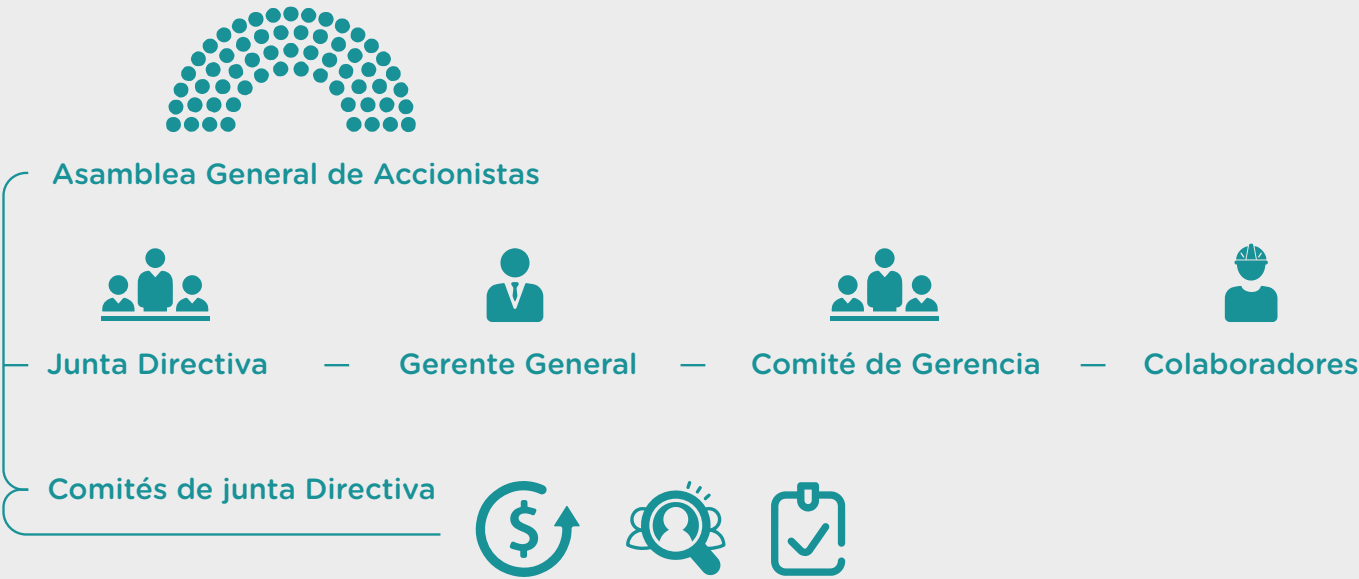 Asamblea General de Accionistas
Junta Directiva — Gerente General — Comité de Gerencia — Colaboradores
Comités de junta Directiva
$